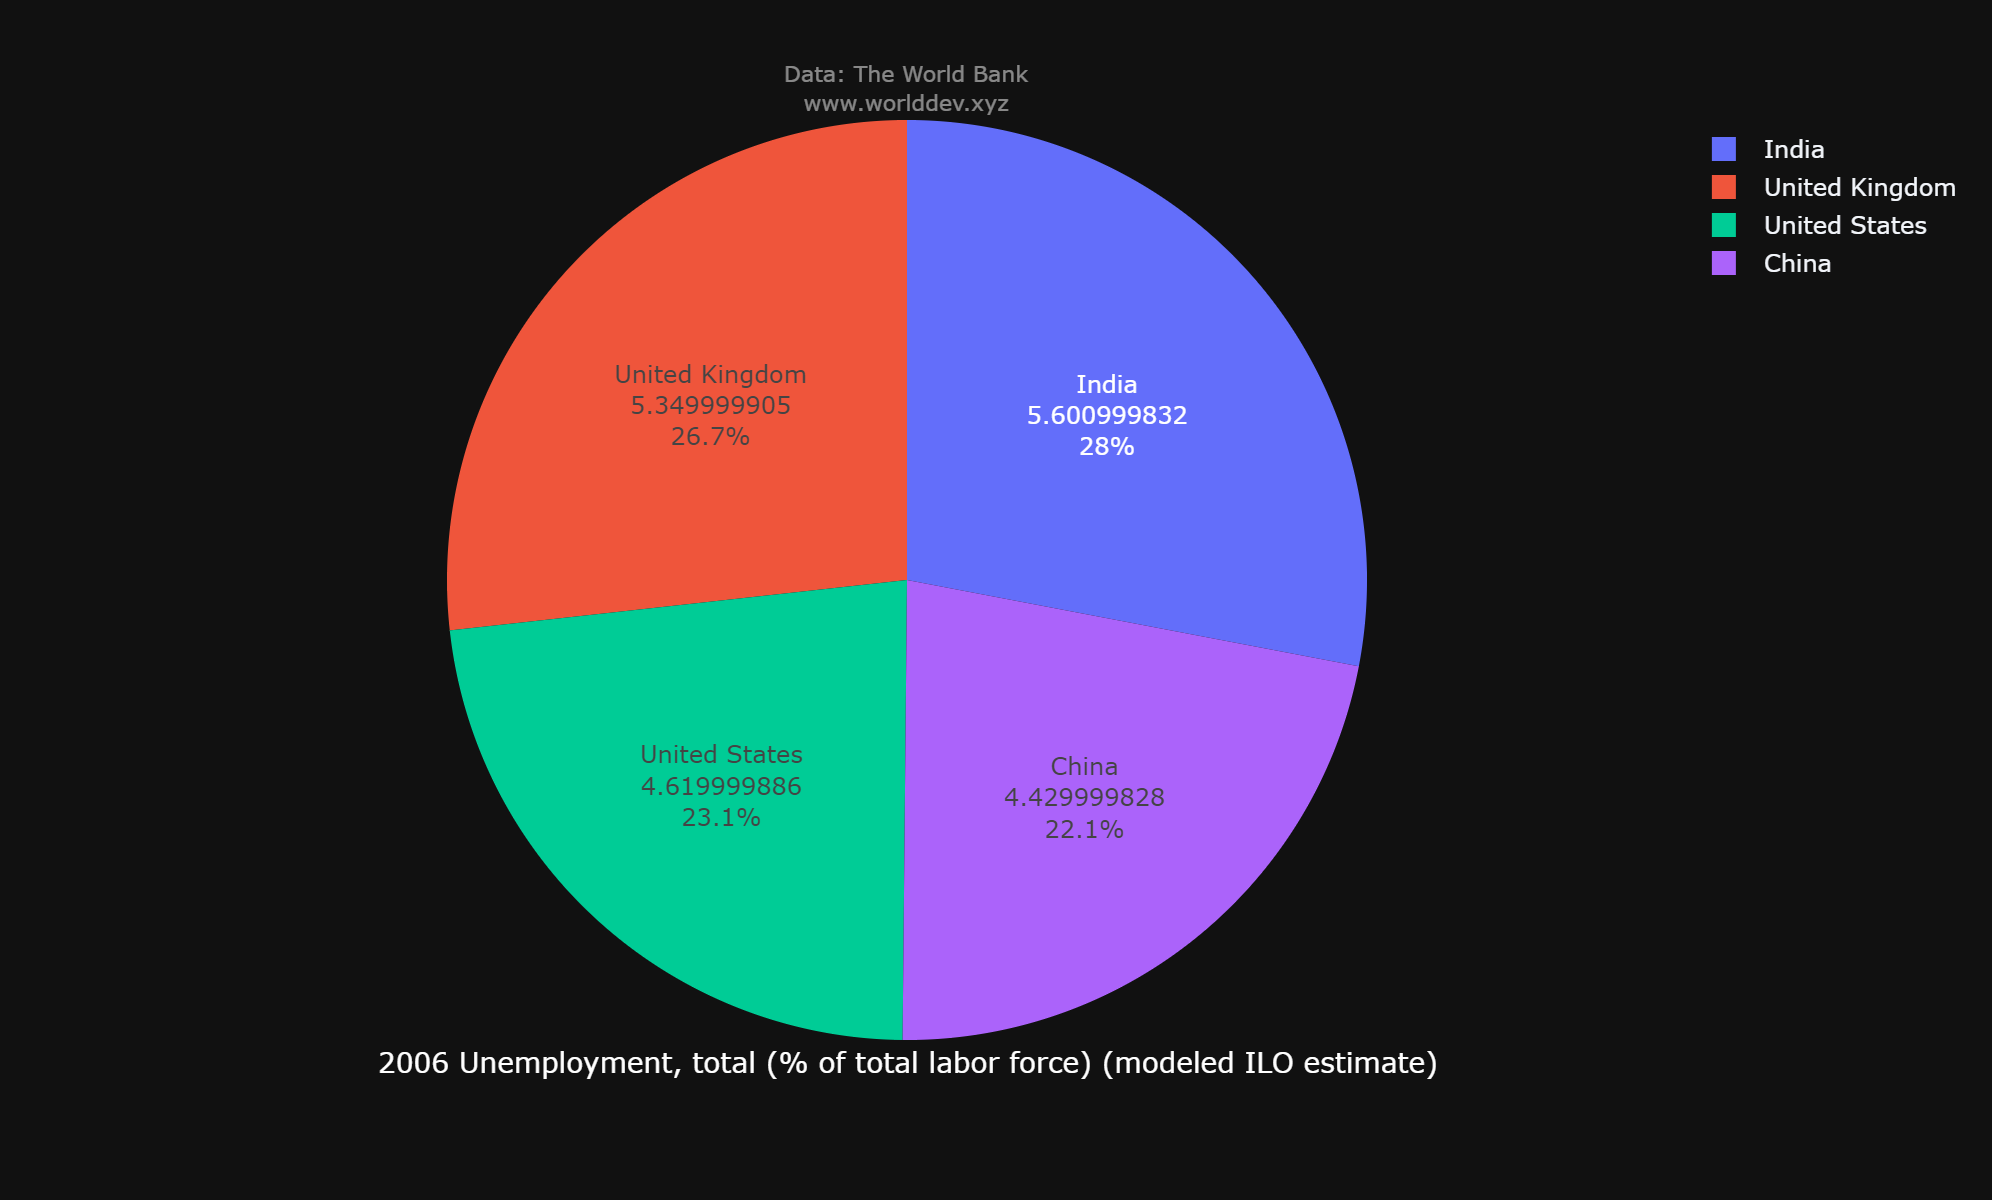 Data: The World Bank
www.worlddev.xyz
India
United Kingdom
United States
China
United Kingdom
5.349999905
26.7%
India
5.600999832
28%
United States
4.619999886
23.1%
China
4.429999828
22.1%
2006 Unemployment, total (% of total labor force) (modeled ILO estimate)